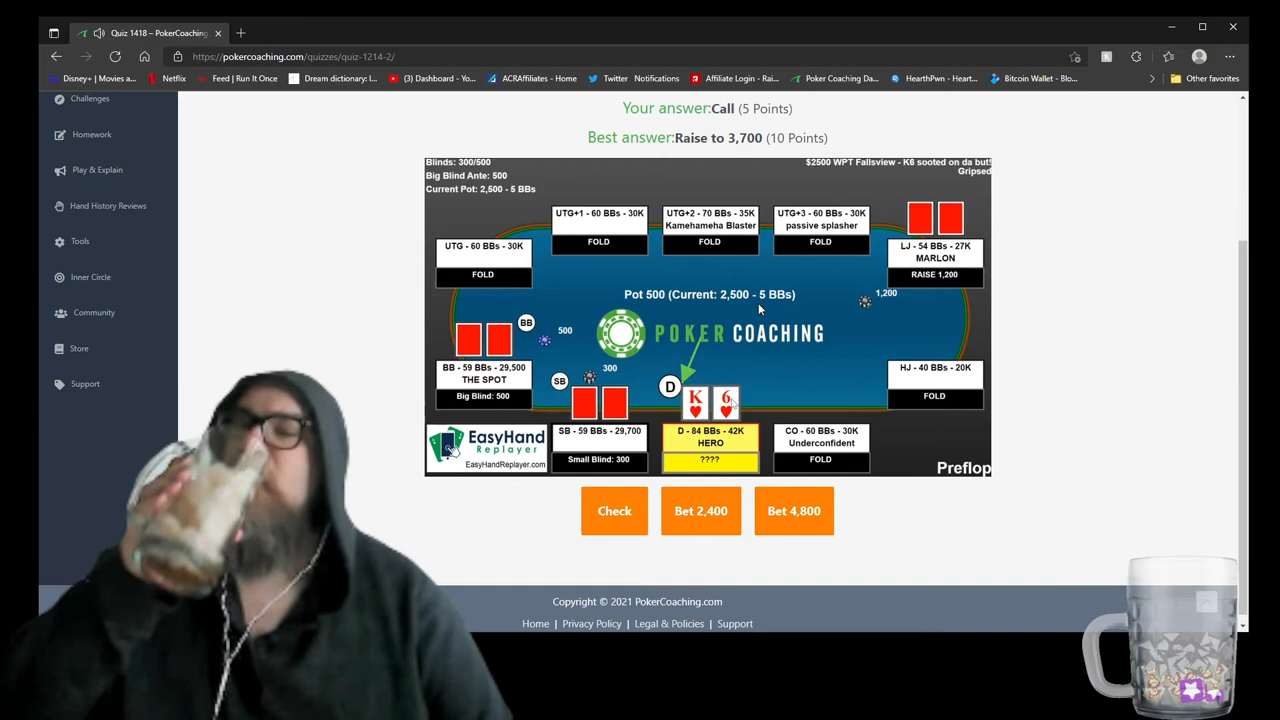 Quiz 1418 – PokerCoaching
https://pokercoaching.com/quizzes/quiz-1214-2/
Disney+ | Movies a...
Netflix
Feed | Run It Once
Dream dictionary: I...
(3) Dashboard - Yo...
ACRAffiliates - Home
Twitter
Notifications
Affiliate Login - Rai...
Poker Coaching Da...
HearthPwn - Heart...
Bitcoin Wallet - Blo...
Other favorites
Challenges
Homework
Play & Explain
Hand History Reviews
Tools
Inner Circle
Community
Store
Support
Your answer:Call (5 Points)
Best answer:Raise to 3,700 (10 Points)
Blinds: 300/500
Big Blind Ante: 500
Current Pot: 2,500 - 5 BBs
$2500 WPT Fallsview - K6 sooted on da but!
Gripsed
UTG+1 - 60 BBs - 30K
FOLD
UTG+2 - 70 BBs - 35K
Kamehameha Blaster
FOLD
UTG+3 - 60 BBs - 30K
passive splasher
FOLD
UTG - 60 BBs - 30K
FOLD
LJ - 54 BBs - 27K
MARLON
RAISE 1,200
1,200
Pot 500 (Current: 2,500 - 5 BBs)
POKER COACHING
BB
500
BB - 59 BBs - 29,500
THE SPOT
Big Blind: 500
SB
300
D
K
6
HJ - 40 BBs - 20K
FOLD
EasyHand
Replayer
EasyHandReplayer.com
SB - 59 BBs - 29,700
Small Blind: 300
D - 84 BBs - 42K
HERO
????
CO - 60 BBs - 30K
Underconfident
FOLD
Preflop
Check
Bet 2,400
Bet 4,800
Copyright © 2021 PokerCoaching.com
Home | Privacy Policy | Legal & Policies | Support